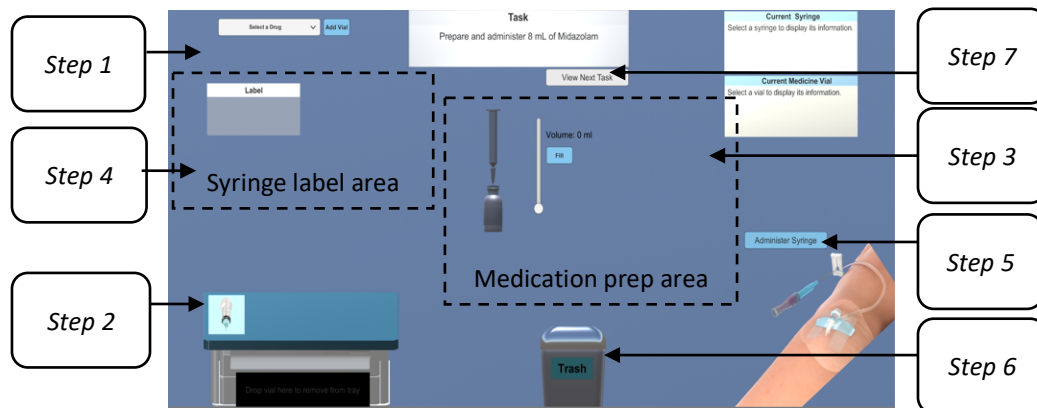 Step 1
Step 4
Step 2
Select a Drug
Add Vial
Task
Prepare and administer 8 mL of Midazolam
View Next Task
Current Syringe
Select a syringe to display its information.
Current Medicine Vial
Select a vial to display its information.
Label
Syringe label area
Volume: 0 ml
Fill
Medication prep area
Administer Syringe
Drop vial here to remove from tray
Trash
Step 7
Step 3
Step 5
Step 6